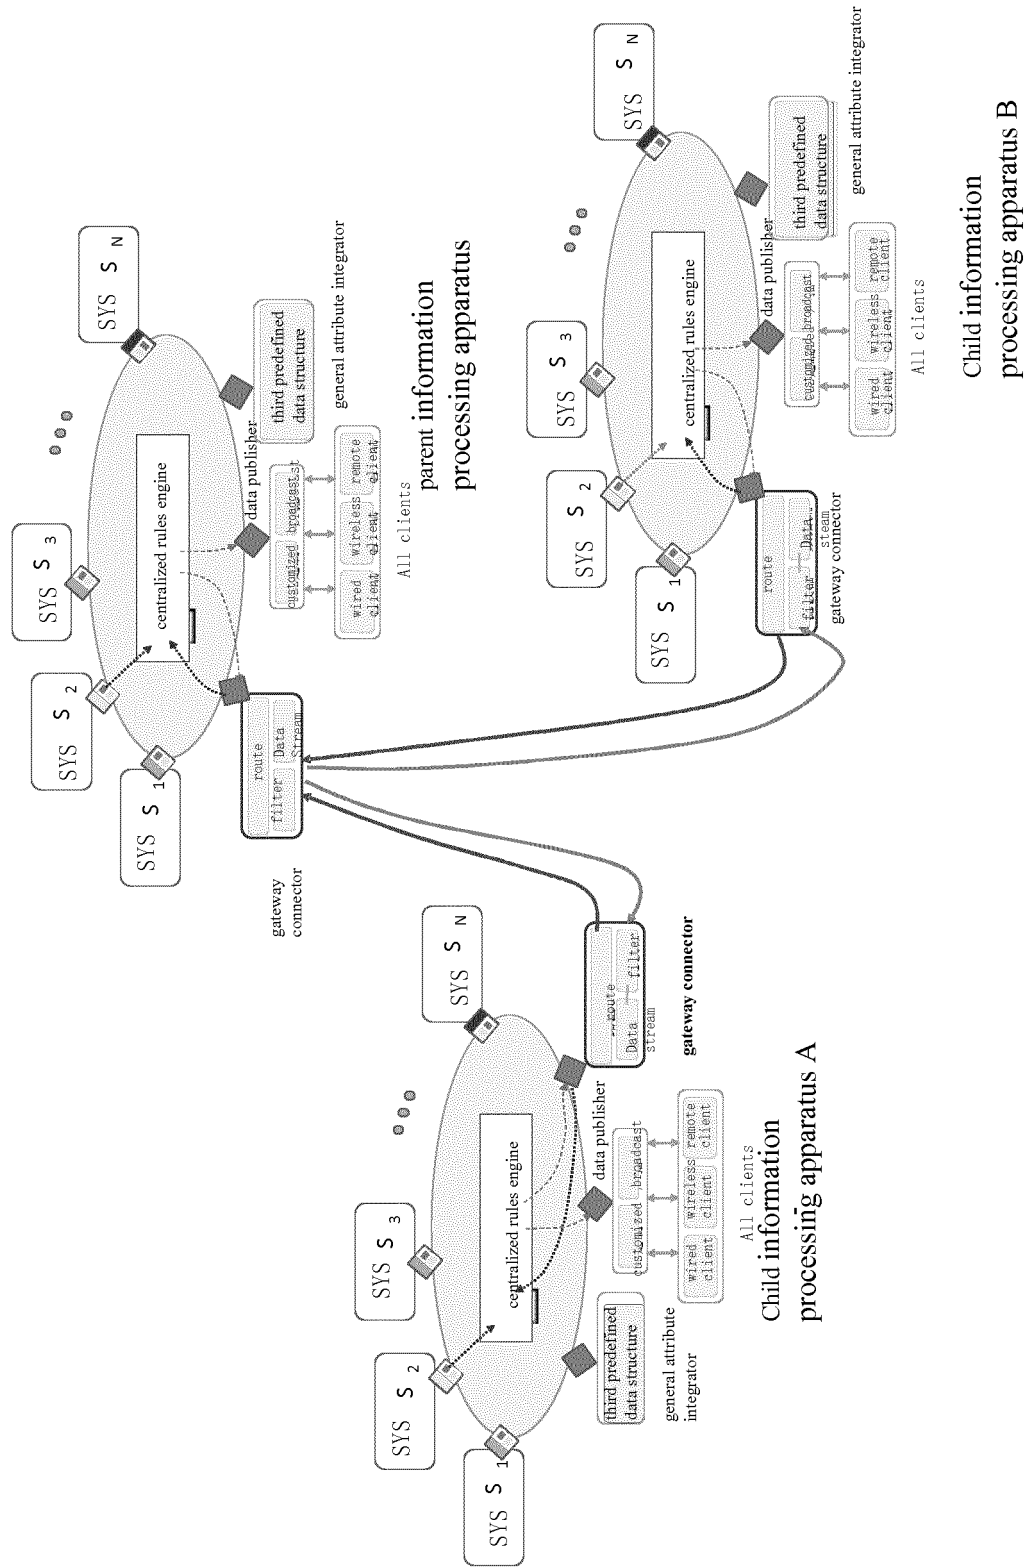 SYS S 1
SYS S 2
SYS S 3
SYS S N
centralized rules engine
route
filter
Data
Stream
gateway
connector
data publisher
customized
broadcast
wired
client
wireless
client
remote
client
All clients
third predefined
data structure
general attribute integrator
parent information
processing apparatus
SYS S 1
SYS S 2
SYS S 3
SYS S N
centralized rules engine
route
Data
filter
stream
gateway connector
data publisher
customized
broadcast
wired
client
wireless
client
remote
client
All clients
third predefined
data structure
general attribute
integrator
Child information
processing apparatus A
SYS S 1
SYS S 2
SYS S 3
SYS S N
centralized rules engine
route
filter
Data..
steam
gateway connector
data publisher
customized
broadcast
wired
client
wireless
client
remote
client
All clients
third predefined
data structure
general attribute integrator
Child information
processing apparatus B